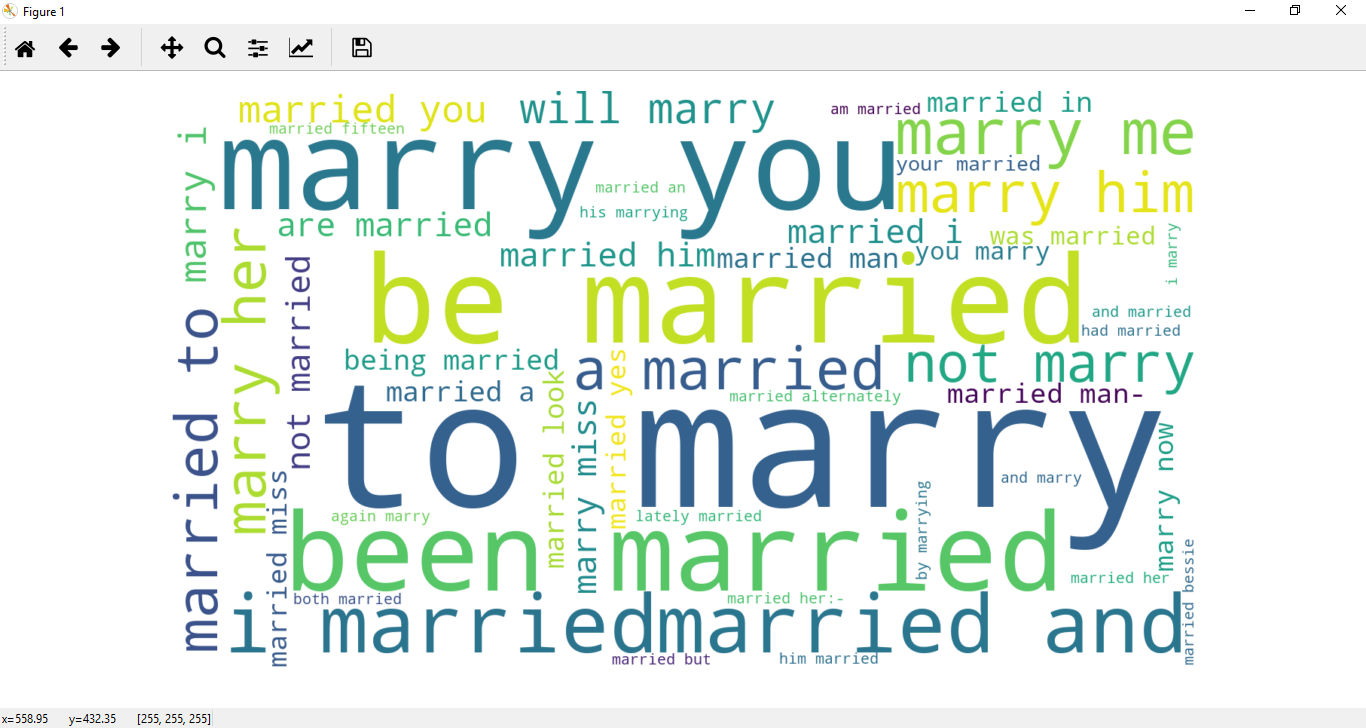 Figure 1
married you
will marry
am married
married in
married fifteen
marry i
marry you
marry me
your married
married an
marry him
his marrying
are married
married i
was married
i marry
marry her
married him
married man
you marry
not married
be married
and married
had married
married to
being married
a married
not marry
married yes
married look
married a
married alternately
married man-
marry miss
to marry
marry now
and marry
married miss
again marry
lately married
by marrying
been married
married her
married bessie
both married
married her:-
i married
married and
married but
him married
x=558.95 y=432.35 [255, 255, 255]